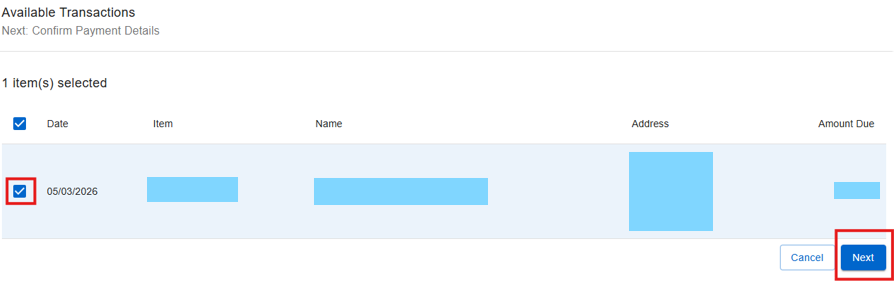 Available Transactions
Next: Confirm Payment Details
1 item(s) selected
Date Item Name Address Amount Due
05/03/2026
Cancel Next